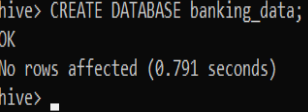 hive> CREATE DATABASE banking_data;
OK
No rows affected (0.791 seconds)
hive>